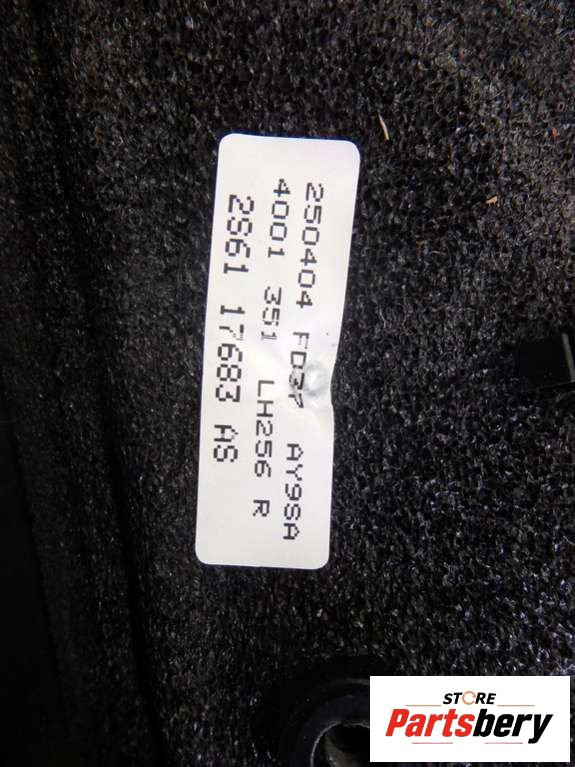 250404 FD37 AY9SA
4001 351 LH256 R
2S61 17683 AS
STORE
Partsbery